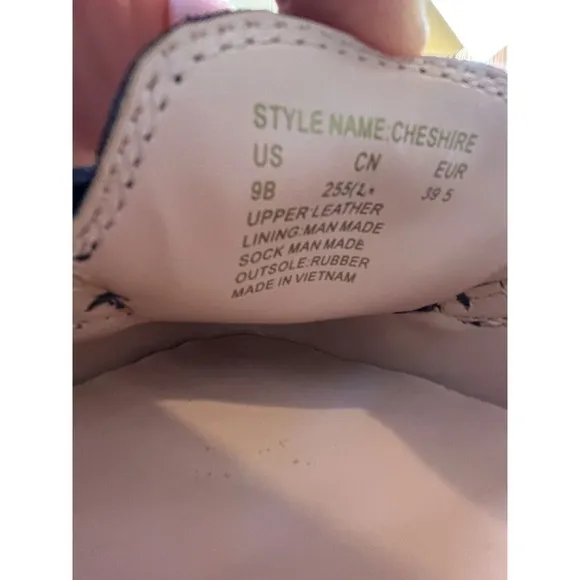 STYLE NAME:CHESHIRE
US CN EUR
9B 255(2+ 39.5
UPPER:LEATHER
LINING:MAN MADE
SOCK MAN MADE
OUTSOLE:RUBBER
MADE IN VIETNAM